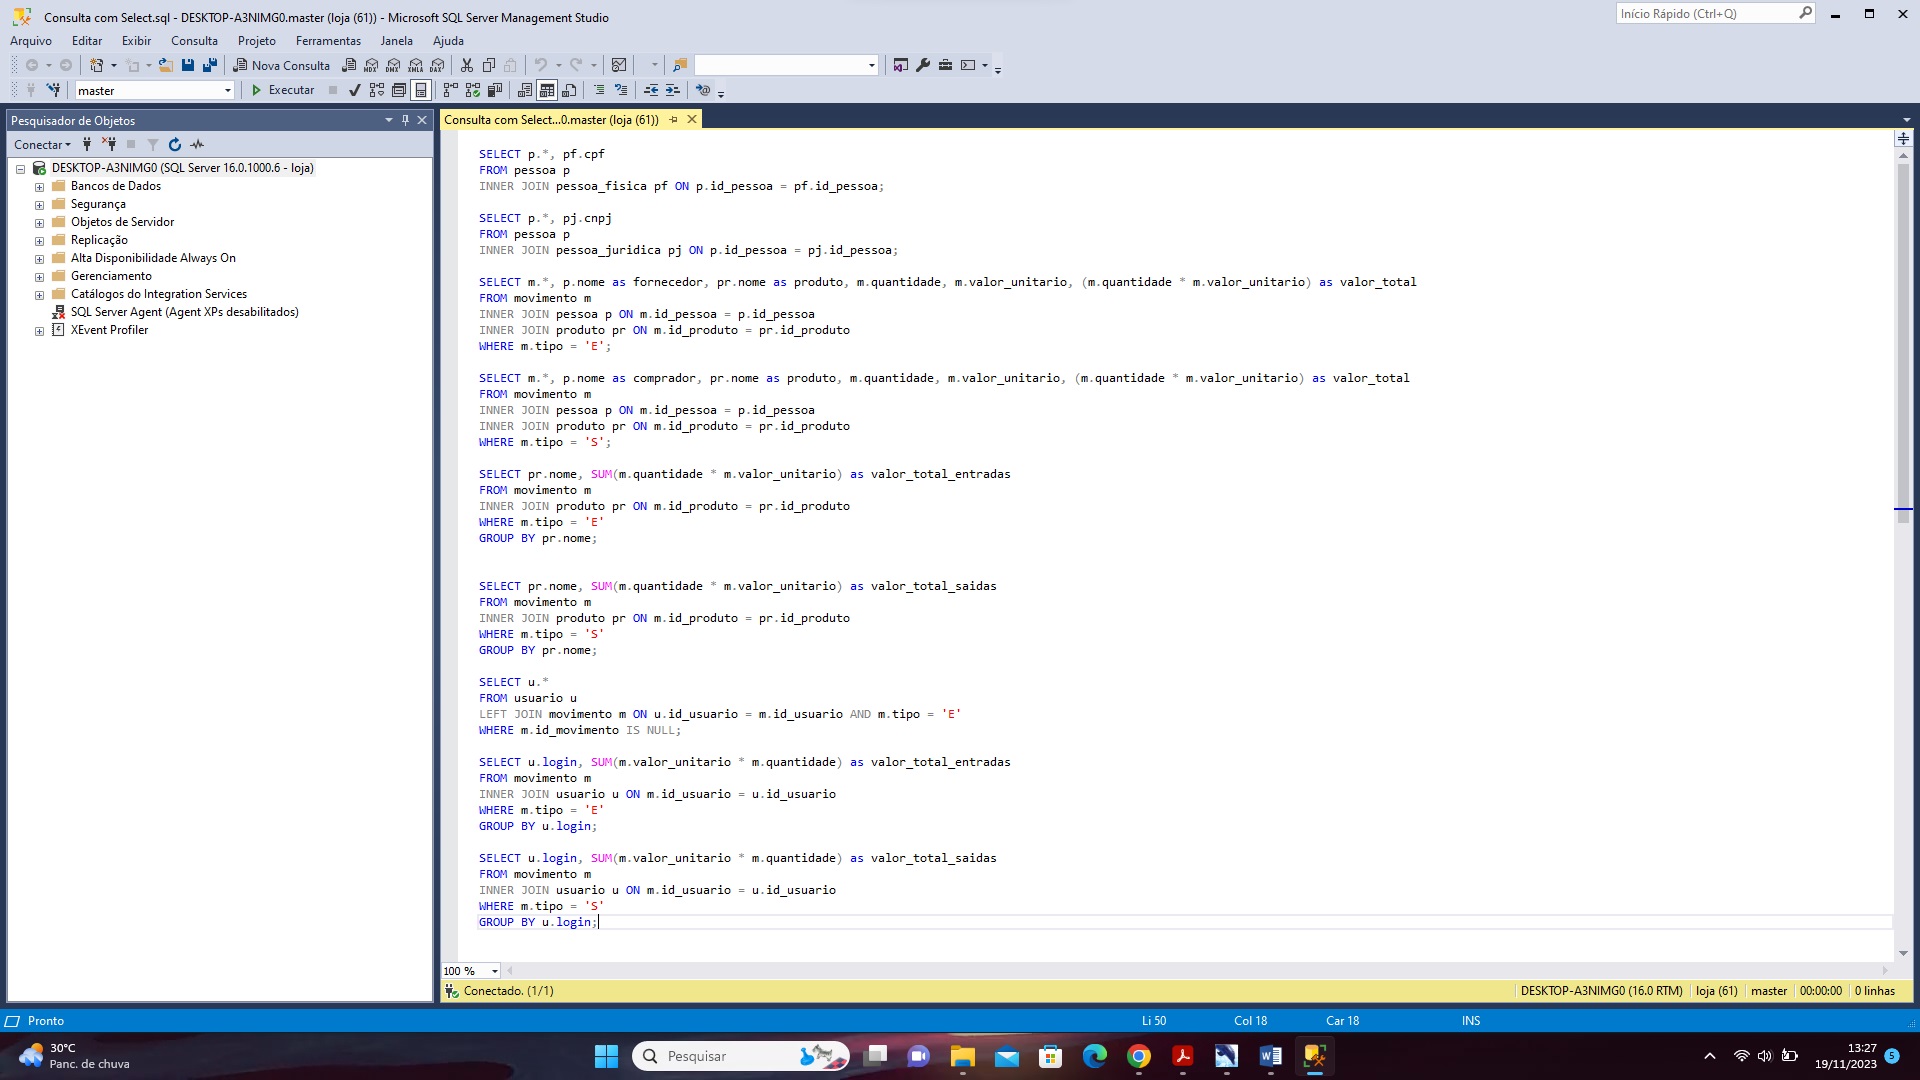 Consulta com Select.sql - DESKTOP-A3NIMG0.master (loja (61)) - Microsoft SQL Server Management Studio
Início Rápido (Ctrl+Q)
Arquivo Editar Exibir Consulta Projeto Ferramentas Janela Ajuda
Nova Consulta
master
Executar
Pesquisador de Objetos
Conectar
DESKTOP-A3NIMG0 (SQL Server 16.0.1000.6 - loja)
Bancos de Dados
Segurança
Objetos de Servidor
Replicação
Alta Disponibilidade Always On
Gerenciamento
Catálogos do Integration Services
SQL Server Agent (Agent XPs desabilitados)
XEvent Profiler
Consulta com Select...0.master (loja (61))
SELECT p.*, pf.cpf
FROM pessoa p
INNER JOIN pessoa_fisica pf ON p.id_pessoa = pf.id_pessoa;
SELECT p.*, pj.cnpj
FROM pessoa p
INNER JOIN pessoa_juridica pj ON p.id_pessoa = pj.id_pessoa;
SELECT m.*, p.nome as fornecedor, pr.nome as produto, m.quantidade, m.valor_unitario, (m.quantidade * m.valor_unitario) as valor_total
FROM movimento m
INNER JOIN pessoa p ON m.id_pessoa = p.id_pessoa
INNER JOIN produto pr ON m.id_produto = pr.id_produto
WHERE m.tipo = 'E';
SELECT m.*, p.nome as comprador, pr.nome as produto, m.quantidade, m.valor_unitario, (m.quantidade * m.valor_unitario) as valor_total
FROM movimento m
INNER JOIN pessoa p ON m.id_pessoa = p.id_pessoa
INNER JOIN produto pr ON m.id_produto = pr.id_produto
WHERE m.tipo = 'S';
SELECT pr.nome, SUM(m.quantidade * m.valor_unitario) as valor_total_entradas
FROM movimento m
INNER JOIN produto pr ON m.id_produto = pr.id_produto
WHERE m.tipo = 'E'
GROUP BY pr.nome;
SELECT pr.nome, SUM(m.quantidade * m.valor_unitario) as valor_total_saidas
FROM movimento m
INNER JOIN produto pr ON m.id_produto = pr.id_produto
WHERE m.tipo = 'S'
GROUP BY pr.nome;
SELECT u.*
FROM usuario u
LEFT JOIN movimento m ON u.id_usuario = m.id_usuario AND m.tipo = 'E'
WHERE m.id_movimento IS NULL;
SELECT u.login, SUM(m.valor_unitario * m.quantidade) as valor_total_entradas
FROM movimento m
INNER JOIN usuario u ON m.id_usuario = u.id_usuario
WHERE m.tipo = 'E'
GROUP BY u.login;
SELECT u.login, SUM(m.valor_unitario * m.quantidade) as valor_total_saidas
FROM movimento m
INNER JOIN usuario u ON m.id_usuario = u.id_usuario
WHERE m.tipo = 'S'
GROUP BY u.login;
100 %
Conectado. (1/1)
DESKTOP-A3NIMG0 (16.0 RTM) loja (61) master 00:00:00 0 linhas
Pronto
Li 50 Col 18 Car 18 INS
30°C
Panc. de chuva
Pesquisar
13:27
19/11/2023
5